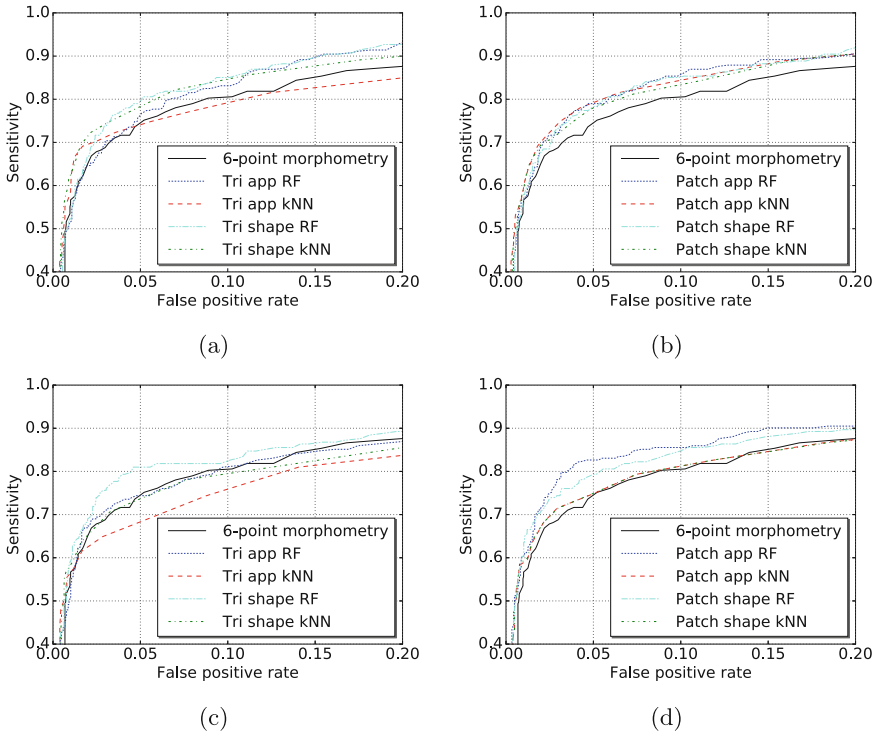 1.0
0.9
0.8
0.7
0.6
0.5
0.4
Sensitivity
6-point morphometry
Tri app RF
Tri app kNN
Tri shape RF
Tri shape kNN
0.00 0.05 0.10 0.15 0.20
False positive rate
(a)
1.0
0.9
0.8
0.7
0.6
0.5
0.4
Sensitivity
6-point morphometry
Patch app RF
Patch app kNN
Patch shape RF
Patch shape kNN
0.00 0.05 0.10 0.15 0.20
False positive rate
(b)
1.0
0.9
0.8
0.7
0.6
0.5
0.4
Sensitivity
6-point morphometry
Tri app RF
Tri app kNN
Tri shape RF
Tri shape kNN
0.00 0.05 0.10 0.15 0.20
False positive rate
(c)
1.0
0.9
0.8
0.7
0.6
0.5
0.4
Sensitivity
6-point morphometry
Patch app RF
Patch app kNN
Patch shape RF
Patch shape kNN
0.00 0.05 0.10 0.15 0.20
False positive rate
(d)